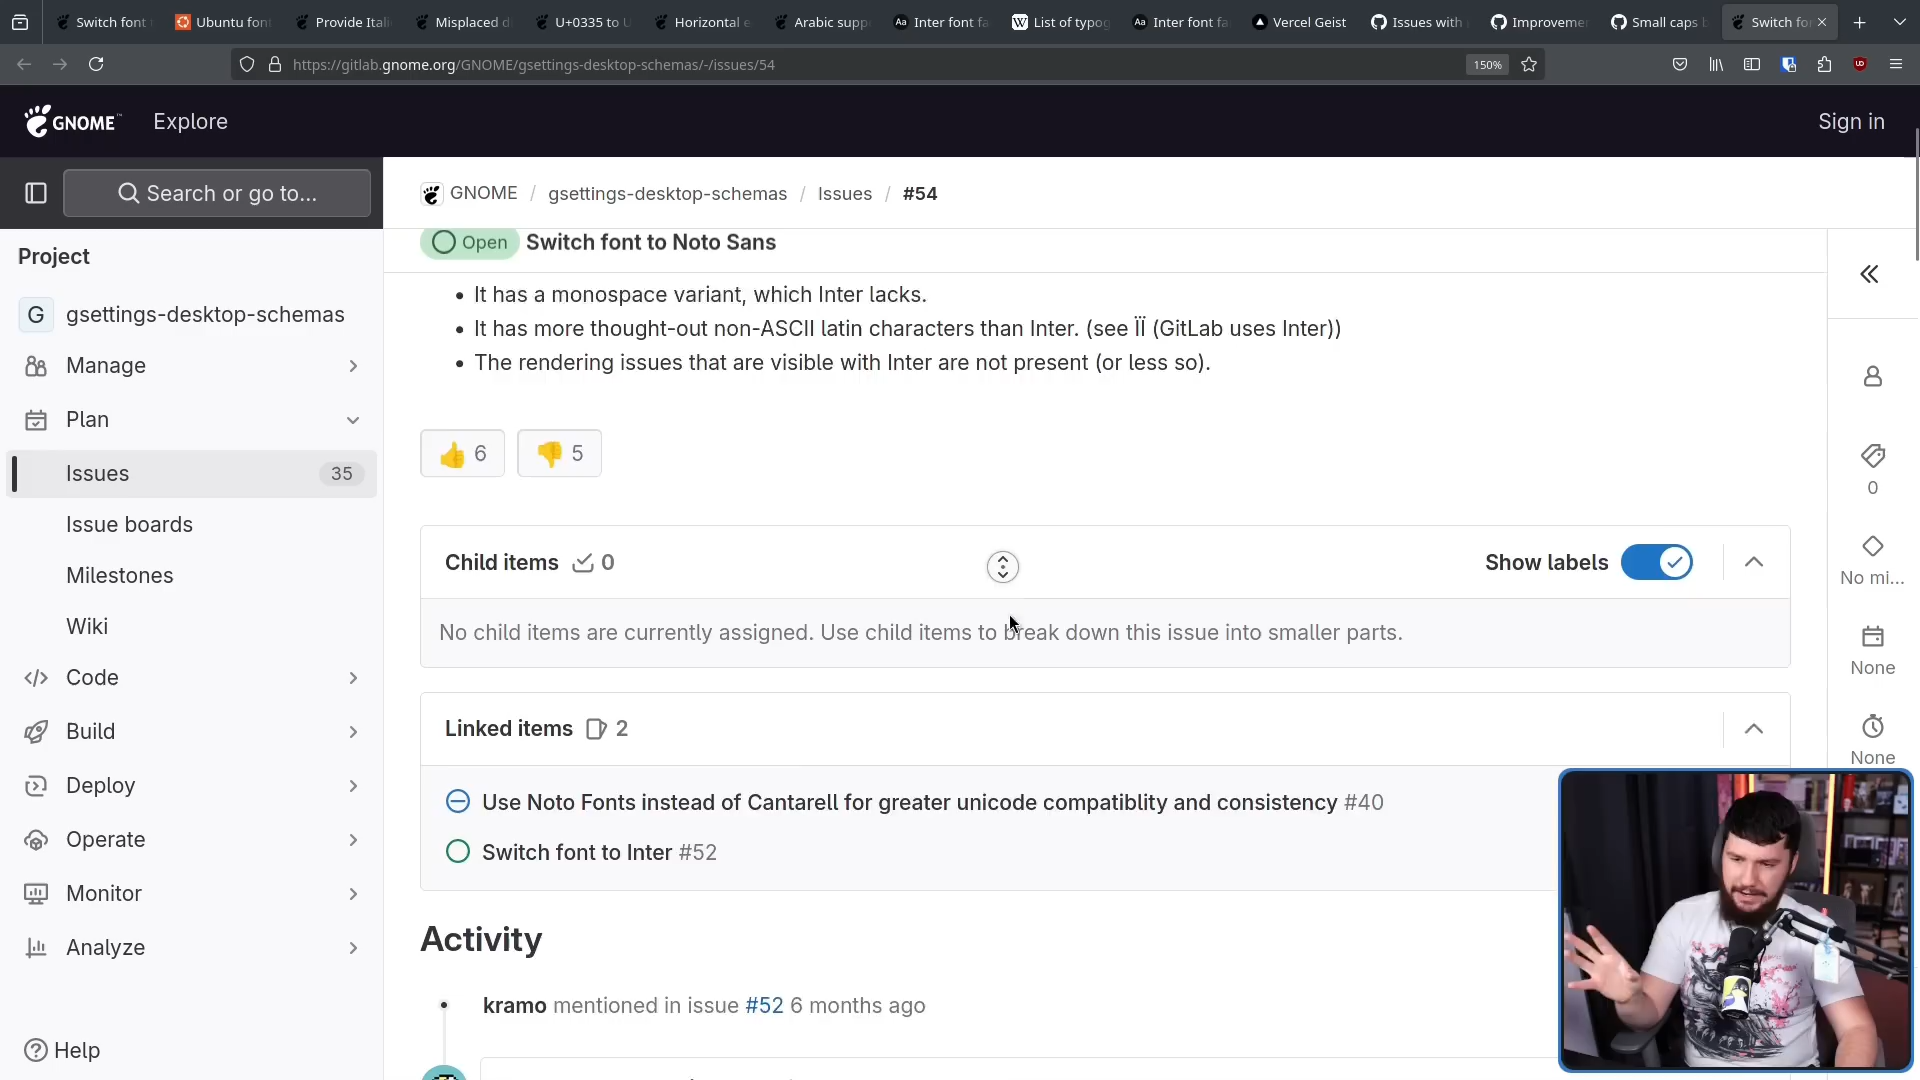 Switch font
Ubuntu fon
Provide Itali
Misplaced d
U+0335 to U
Horizontal e
Arabic supp
Inter font fa
List of typog
Inter font fa
Vercel Geist
Issues with
Improveme
Small caps b
Switch fo
https://gitlab.gnome.org/GNOME/gsettings-desktop-schemas/-/issues/54
150%
GNOME™
Explore
Sign in
Search or go to...
GNOME / gsettings-desktop-schemas / Issues / #54
Project
Open Switch font to Noto Sans
• It has a monospace variant, which Inter lacks.
• It has more thought-out non-ASCII latin characters than Inter. (see ÏÏ (GitLab uses Inter))
• The rendering issues that are visible with Inter are not present (or less so).
G gsettings-desktop-schemas
Manage
Plan
Issues 35
Issue boards
Milestones
Wiki
Code
Build
Deploy
Operate
Monitor
Analyze
Help
👍 6 👎 5
Child items 0
Show labels
No child items are currently assigned. Use child items to break down this issue into smaller parts.
Linked items 2
Use Noto Fonts instead of Cantarell for greater unicode compatiblity and consistency #40
Switch font to Inter #52
Activity
kramo mentioned in issue #52 6 months ago
0
No mi...
None
None